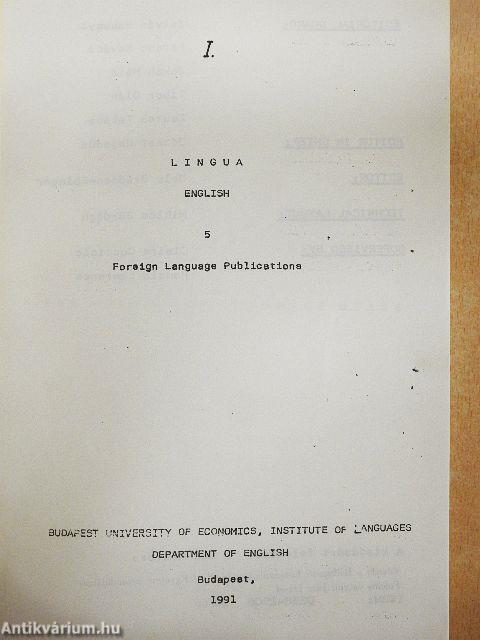 I.
L I N G U A
ENGLISH
5
Foreign Language Publications
BUDAPEST UNIVERSITY OF ECONOMICS, INSTITUTE OF LANGUAGES
DEPARTMENT OF ENGLISH
Budapest,
1991
Antikvárium.hu